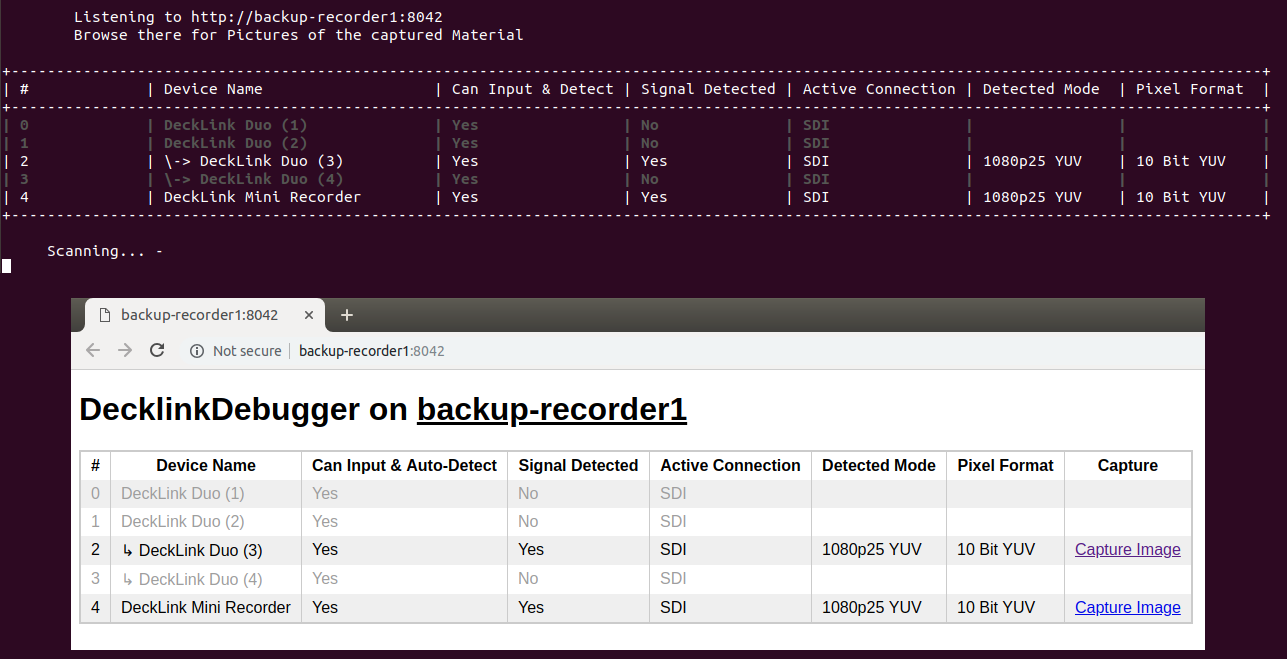 Listening to http://backup-recorder1:8042
Browse there for Pictures of the captured Material
# | Device Name | Can Input & Detect | Signal Detected | Active Connection | Detected Mode | Pixel Format |
| 0 | DeckLink Duo (1) | Yes | No | SDI | | |
| 1 | DeckLink Duo (2) | Yes | No | SDI | | |
| 2 | \-> DeckLink Duo (3) | Yes | Yes | SDI | 1080p25 YUV | 10 Bit YUV |
| 3 | \-> DeckLink Duo (4) | Yes | No | SDI | | |
| 4 | DeckLink Mini Recorder | Yes | Yes | SDI | 1080p25 YUV | 10 Bit YUV |
Scanning... -
backup-recorder1:8042
Not secure | backup-recorder1:8042
DecklinkDebugger on backup-recorder1
# Device Name Can Input & Auto-Detect Signal Detected Active Connection Detected Mode Pixel Format Capture
0 DeckLink Duo (1) Yes No SDI
1 DeckLink Duo (2) Yes No SDI
2 ↳ DeckLink Duo (3) Yes Yes SDI 1080p25 YUV 10 Bit YUV Capture Image
3 ↳ DeckLink Duo (4) Yes No SDI
4 DeckLink Mini Recorder Yes Yes SDI 1080p25 YUV 10 Bit YUV Capture Image